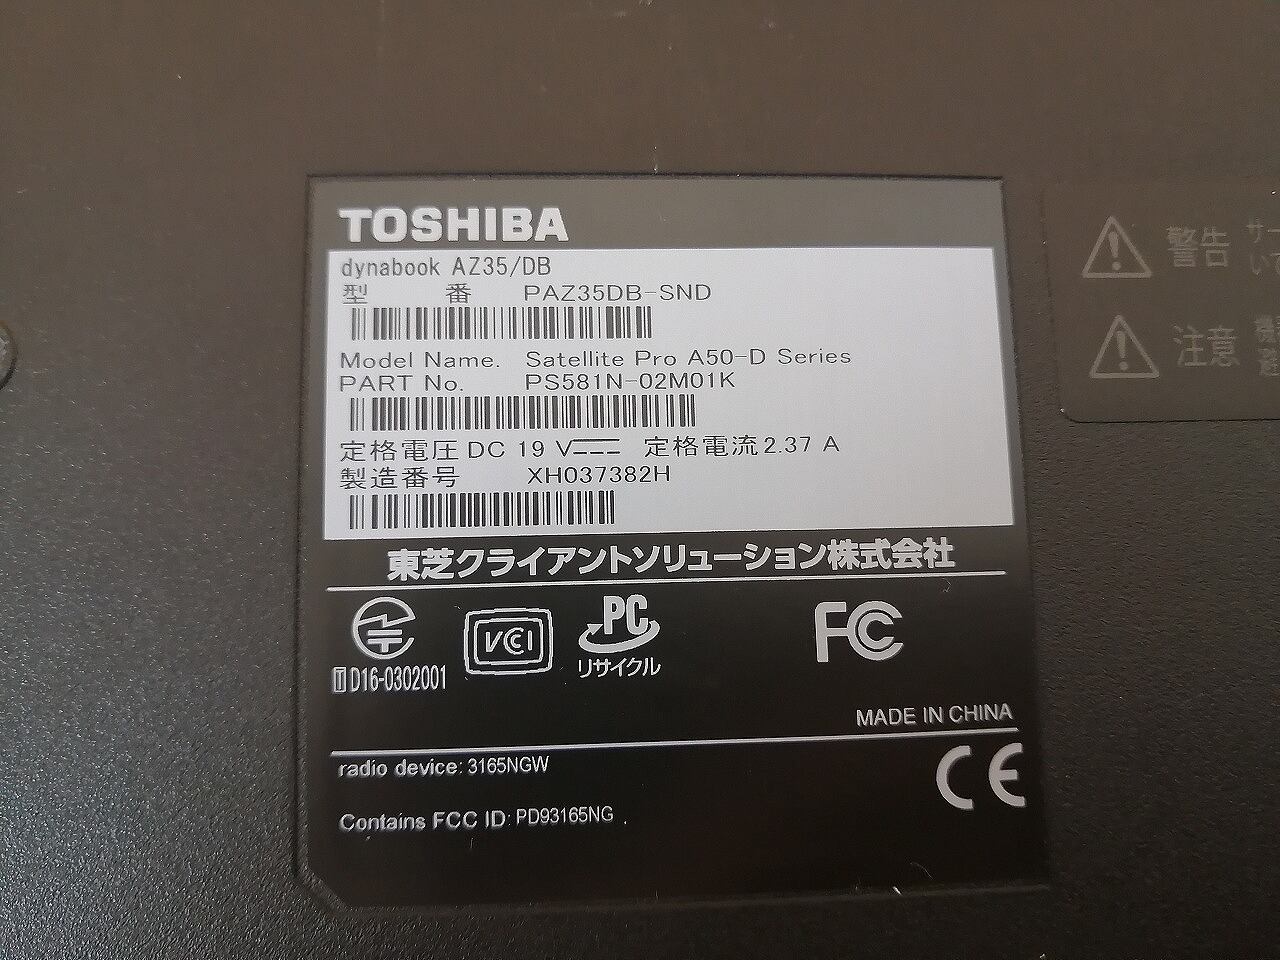 TOSHIBA
dynabook AZ35/DB
型 番 PAZ35DB-SND
Model Name. Satellite Pro A50-D Series
PART No. PS581N-02M01K
定格電圧 DC 19 V 定格電流 2.37 A
製造番号 XH037382H
東芝クライアントソリューション株式会社
T D16-0302001
VCI
PC
リサイクル
FC
MADE IN CHINA
radio device: 3165NGW
CE
Contains FCC ID: PD93165NG
警告 サー
いて
注意